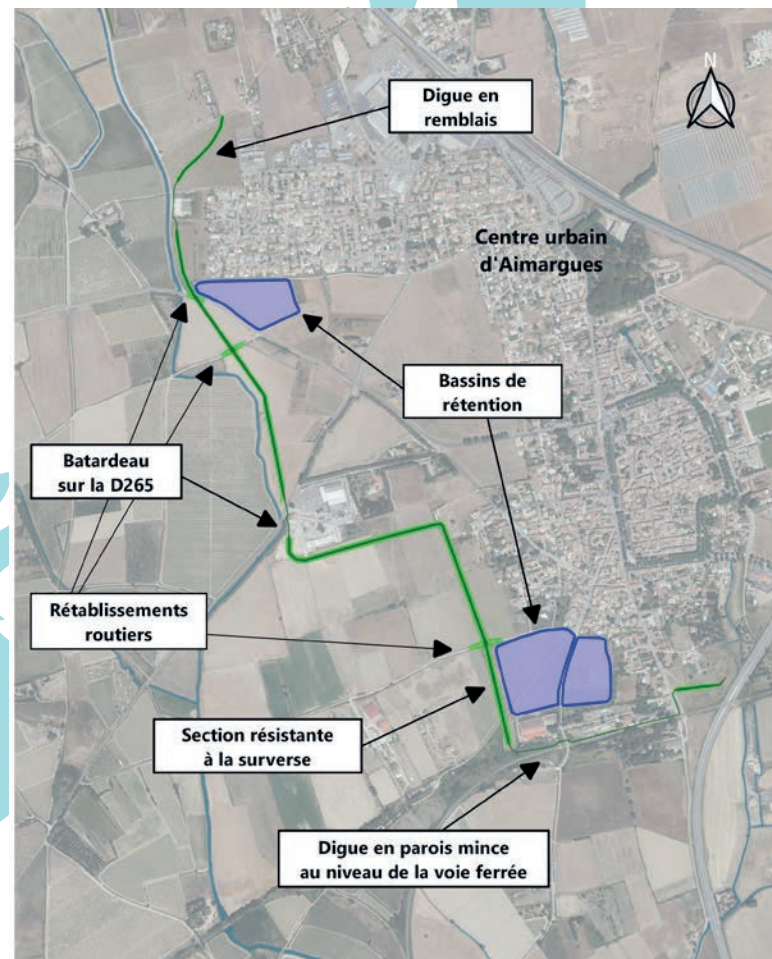 N
Digue en
remblais
Centre urbain
d'Aimargues
Bassins de
rétention
Batardeau
sur la D265
Rétablissements
routiers
Section résistante
à la surverse
Digue en parois mince
au niveau de la voie ferrée